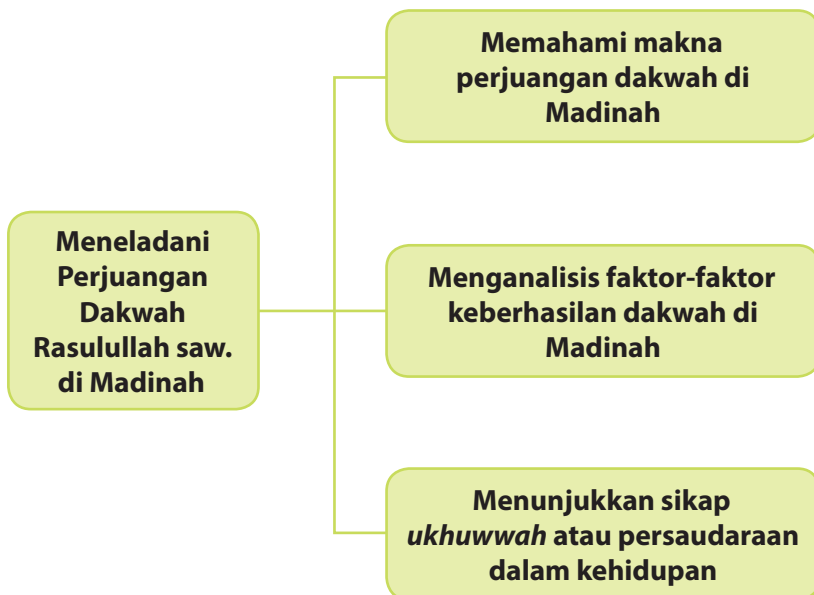 Meneladani
Perjuangan
Dakwah
Rasulullah saw.
di Madinah
Memahami makna
perjuangan dakwah di
Madinah
Menganalisis faktor-faktor
keberhasilan dakwah di
Madinah
Menunjukkan sikap
ukhuwwah atau persaudaraan
dalam kehidupan